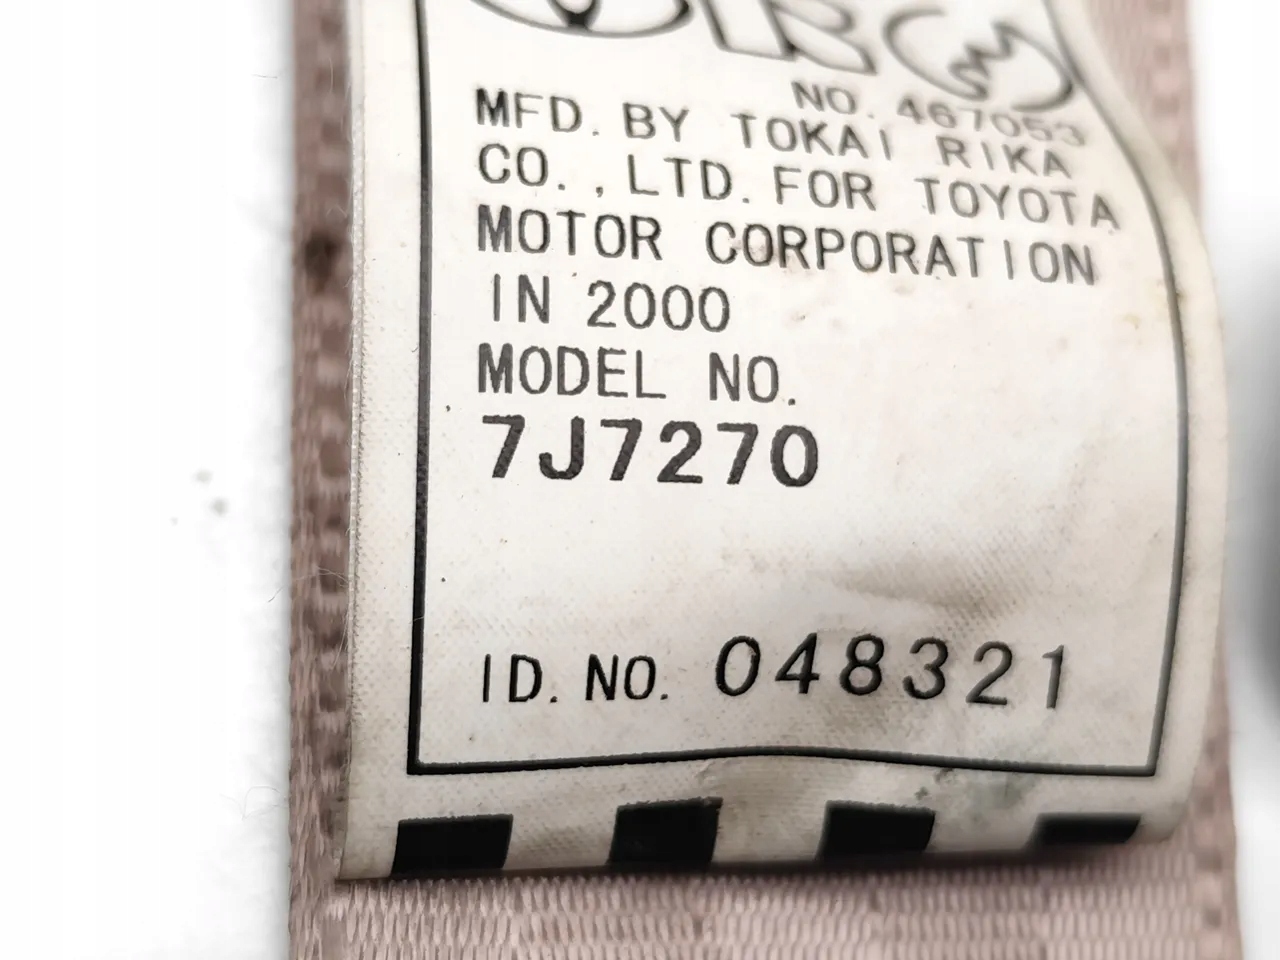 NO. 467053
MFD. BY TOKAI RIKA
CO., LTD. FOR TOYOTA
MOTOR CORPORATION
IN 2000
MODEL NO.
7J7270
ID. NO. 048321